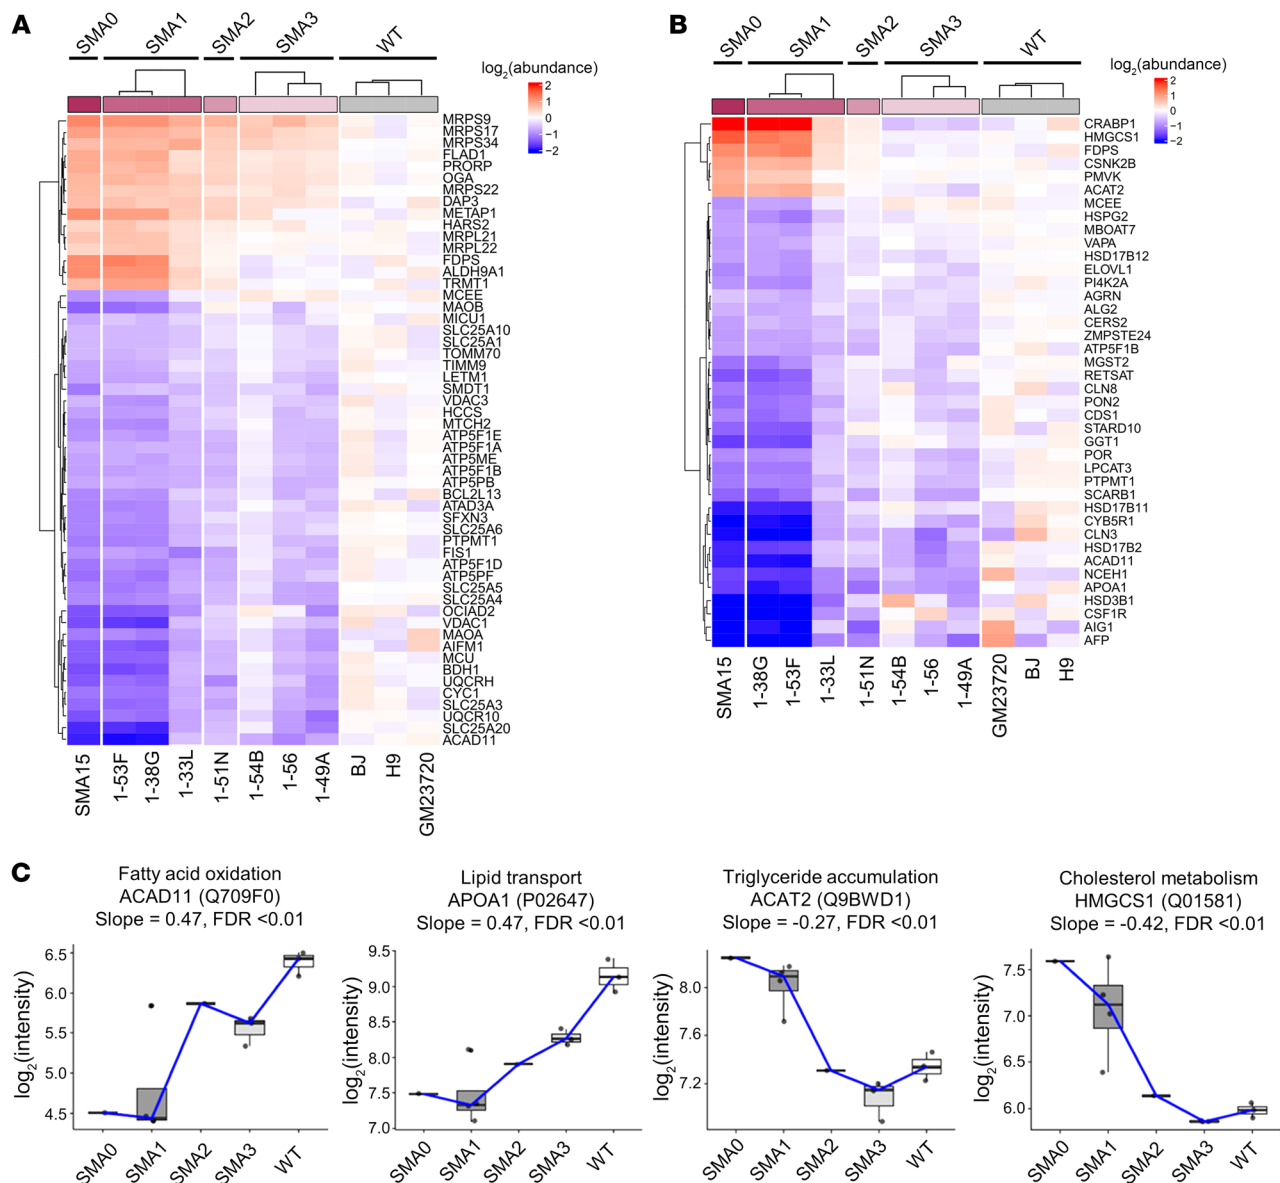 A
SMA0
SMA1
SMA2
SMA3
WT
log2(abundance)
2
1
0
−1
−2
MRPS9
MRPS17
MRPS34
FLAD1
PRORP
OGA
MRPS22
DAP3
METAP1
HARS2
MRPL21
MRPL22
FDPS
ALDH9A1
TRMT1
MCEE
MAOB
MICU1
SLC25A10
SLC25A1
TOMM70
TIMM9
LETM1
SMDT1
VDAC3
HCCS
MTCH2
ATP5F1E
ATP5F1A
ATP5ME
ATP5F1B
ATP5PB
BCL2L13
ATAD3A
SFXN3
SLC25A6
PTPMT1
FIS1
ATP5F1D
ATP5PF
SLC25A5
SLC25A4
OCIAD2
VDAC1
MAOA
AIFM1
MCU
BDH1
UQCRH
CYC1
SLC25A3
UQCR10
SLC25A20
ACAD11
SMA15
1-53F
1-38G
1-33L
1-51N
1-54B
1-56
1-49A
BJ
H9
GM23720
B
SMA0
SMA1
SMA2
SMA3
WT
log2(abundance)
2
1
0
−1
−2
CRABP1
HMGCS1
FDPS
CSNK2B
PMVK
ACAT2
MCEE
HSPG2
MBOAT7
VAPA
HSD17B12
ELOVL1
PI4K2A
AGRN
ALG2
CERS2
ZMPSTE24
ATP5F1B
MGST2
RETSAT
CLN8
PON2
CDS1
STARD10
GGT1
POR
LPCAT3
PTPMT1
SCARB1
HSD17B11
CYB5R1
CLN3
HSD17B2
ACAD11
NCEH1
APOA1
HSD3B1
CSF1R
AIG1
AFP
SMA15
1-38G
1-53F
1-33L
1-51N
1-54B
1-56
1-49A
GM23720
BJ
H9
C
Fatty acid oxidation
ACAD11 (Q709F0)
Slope = 0.47, FDR <0.01
log2(intensity)
6.5
6.0
5.5
5.0
4.5
SMA0
SMA1
SMA2
SMA3
WT
Lipid transport
APOA1 (P02647)
Slope = 0.47, FDR <0.01
log2(intensity)
9.5
9.0
8.5
8.0
7.5
7.0
SMA0
SMA1
SMA2
SMA3
WT
Triglyceride accumulation
ACAT2 (Q9BWD1)
Slope = -0.27, FDR <0.01
log2(intensity)
8.0
7.6
7.2
SMA0
SMA1
SMA2
SMA3
WT
Cholesterol metabolism
HMGCS1 (Q01581)
Slope = -0.42, FDR <0.01
log2(intensity)
7.5
7.0
6.5
6.0
SMA0
SMA1
SMA2
SMA3
WT